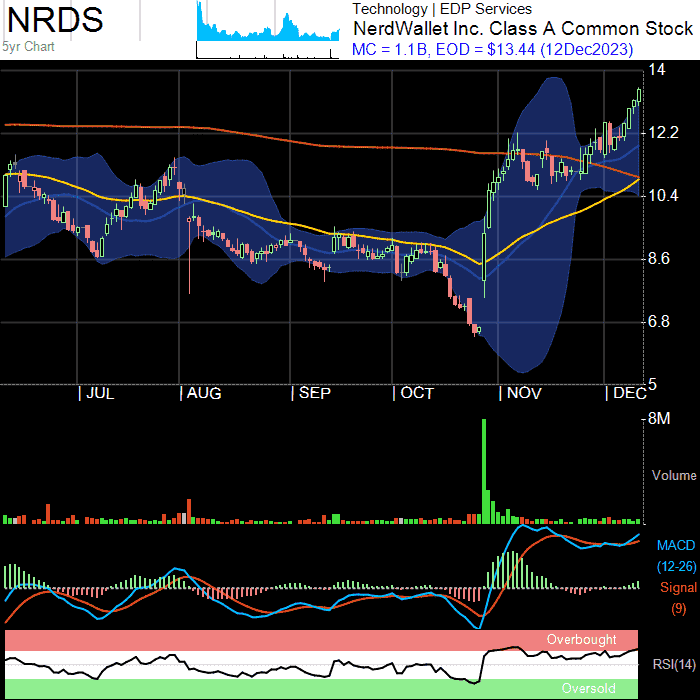 NRDS
5yr Chart
Technology | EDP Services
NerdWallet Inc. Class A Common Stock
MC = 1.1B, EOD = $13.44 (12Dec2023)
14
12.2
10.4
8.6
6.8
5
| JUL | AUG | SEP | OCT | NOV | DEC
8M
Volume
MACD
(12-26)
Signal
(9)
Overbought
RSI(14)
Oversold